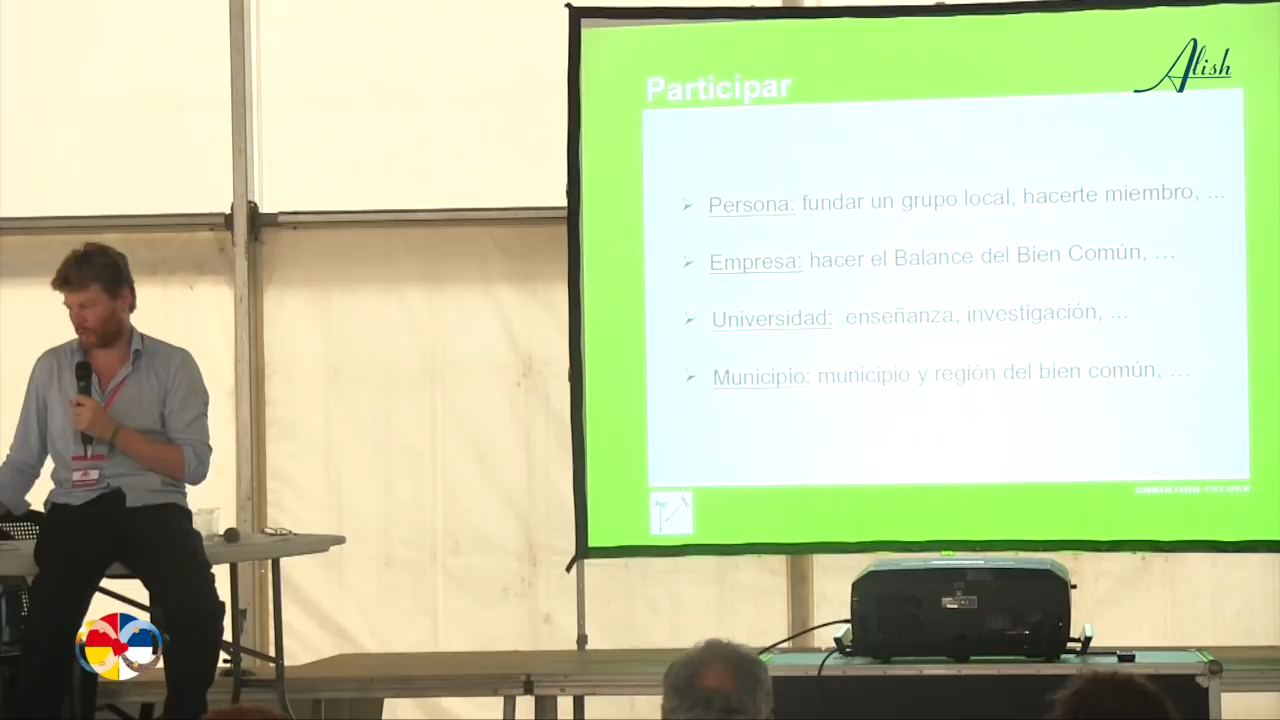 Alish
Participar
Persona: fundar un grupo local, hacerte miembro, ...
Empresa: hacer el Balance del Bien Común, ...
Universidad: enseñanza, investigación, ...
Municipio: municipio y región del bien común, ...
CHRISTIAN FELBER